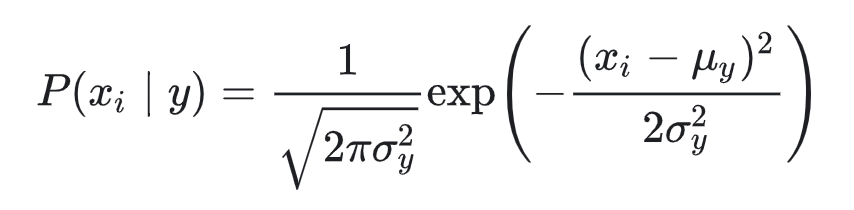 P(x_i | y) = \frac{1}{\sqrt{2\pi\sigma_y^2}} \exp\left(-\frac{(x_i - \mu_y)^2}{2\sigma_y^2}\right)